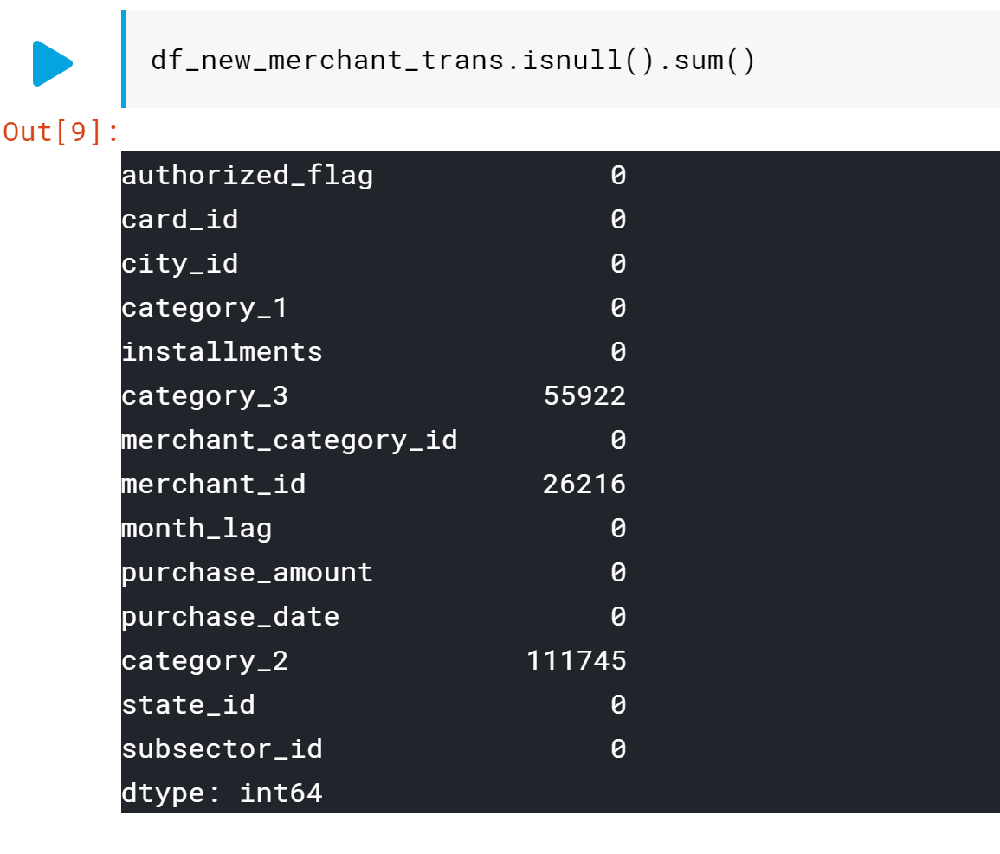 df_new_merchant_trans.isnull().sum()
Out[9]:
authorized_flag 0
card_id 0
city_id 0
category_1 0
installments 0
category_3 55922
merchant_category_id 0
merchant_id 26216
month_lag 0
purchase_amount 0
purchase_date 0
category_2 111745
state_id 0
subsector_id 0
dtype: int64